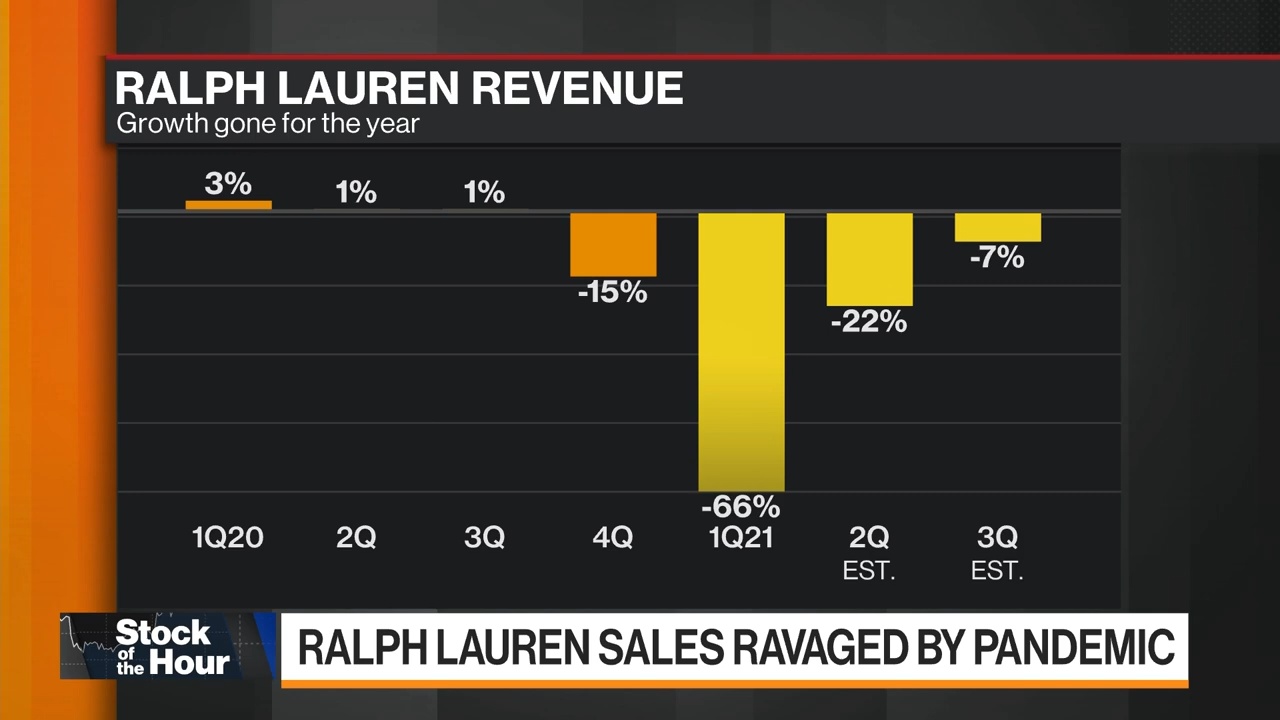 RALPH LAUREN REVENUE
Growth gone for the year
3%
1%
1%
-15%
-66%
-22%
-7%
1Q20
2Q
3Q
4Q
1Q21
2Q
EST.
3Q
EST.
Stock
of
the Hour
RALPH LAUREN SALES RAVAGED BY PANDEMIC